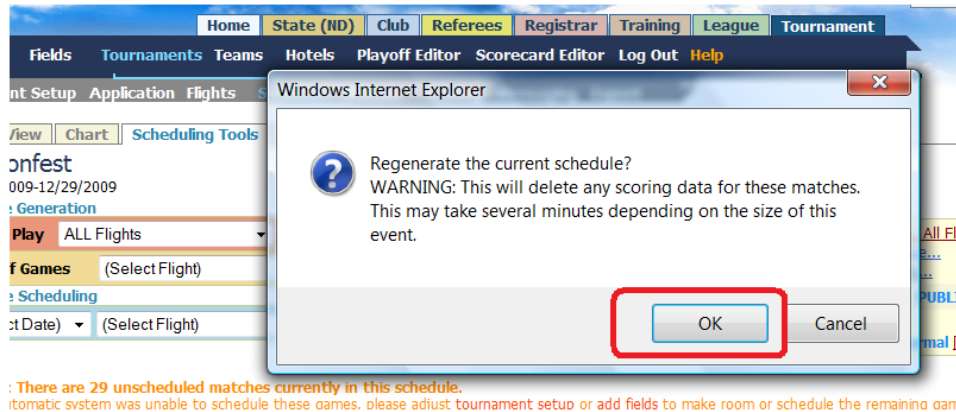 Home State (ND) Club Referees Registrar Training League Tournament
Fields Tournaments Teams Hotels Playoff Editor Scorecard Editor Log Out Help
nt Setup Application Flights
Windows Internet Explorer
View Chart Scheduling Tools
onfest
009-12/29/2009
e Generation
Play ALL Flights
f Games (Select Flight)
e Scheduling
ct Date) (Select Flight)
Regenerate the current schedule?
WARNING: This will delete any scoring data for these matches.
This may take several minutes depending on the size of this
event.
OK Cancel
All Fl
e...
...
PUBLI
rmal [
: There are 29 unscheduled matches currently in this schedule.
utomatic system was unable to schedule these games, please adjust tournament setup or add fields to make room or schedule the remaining gam